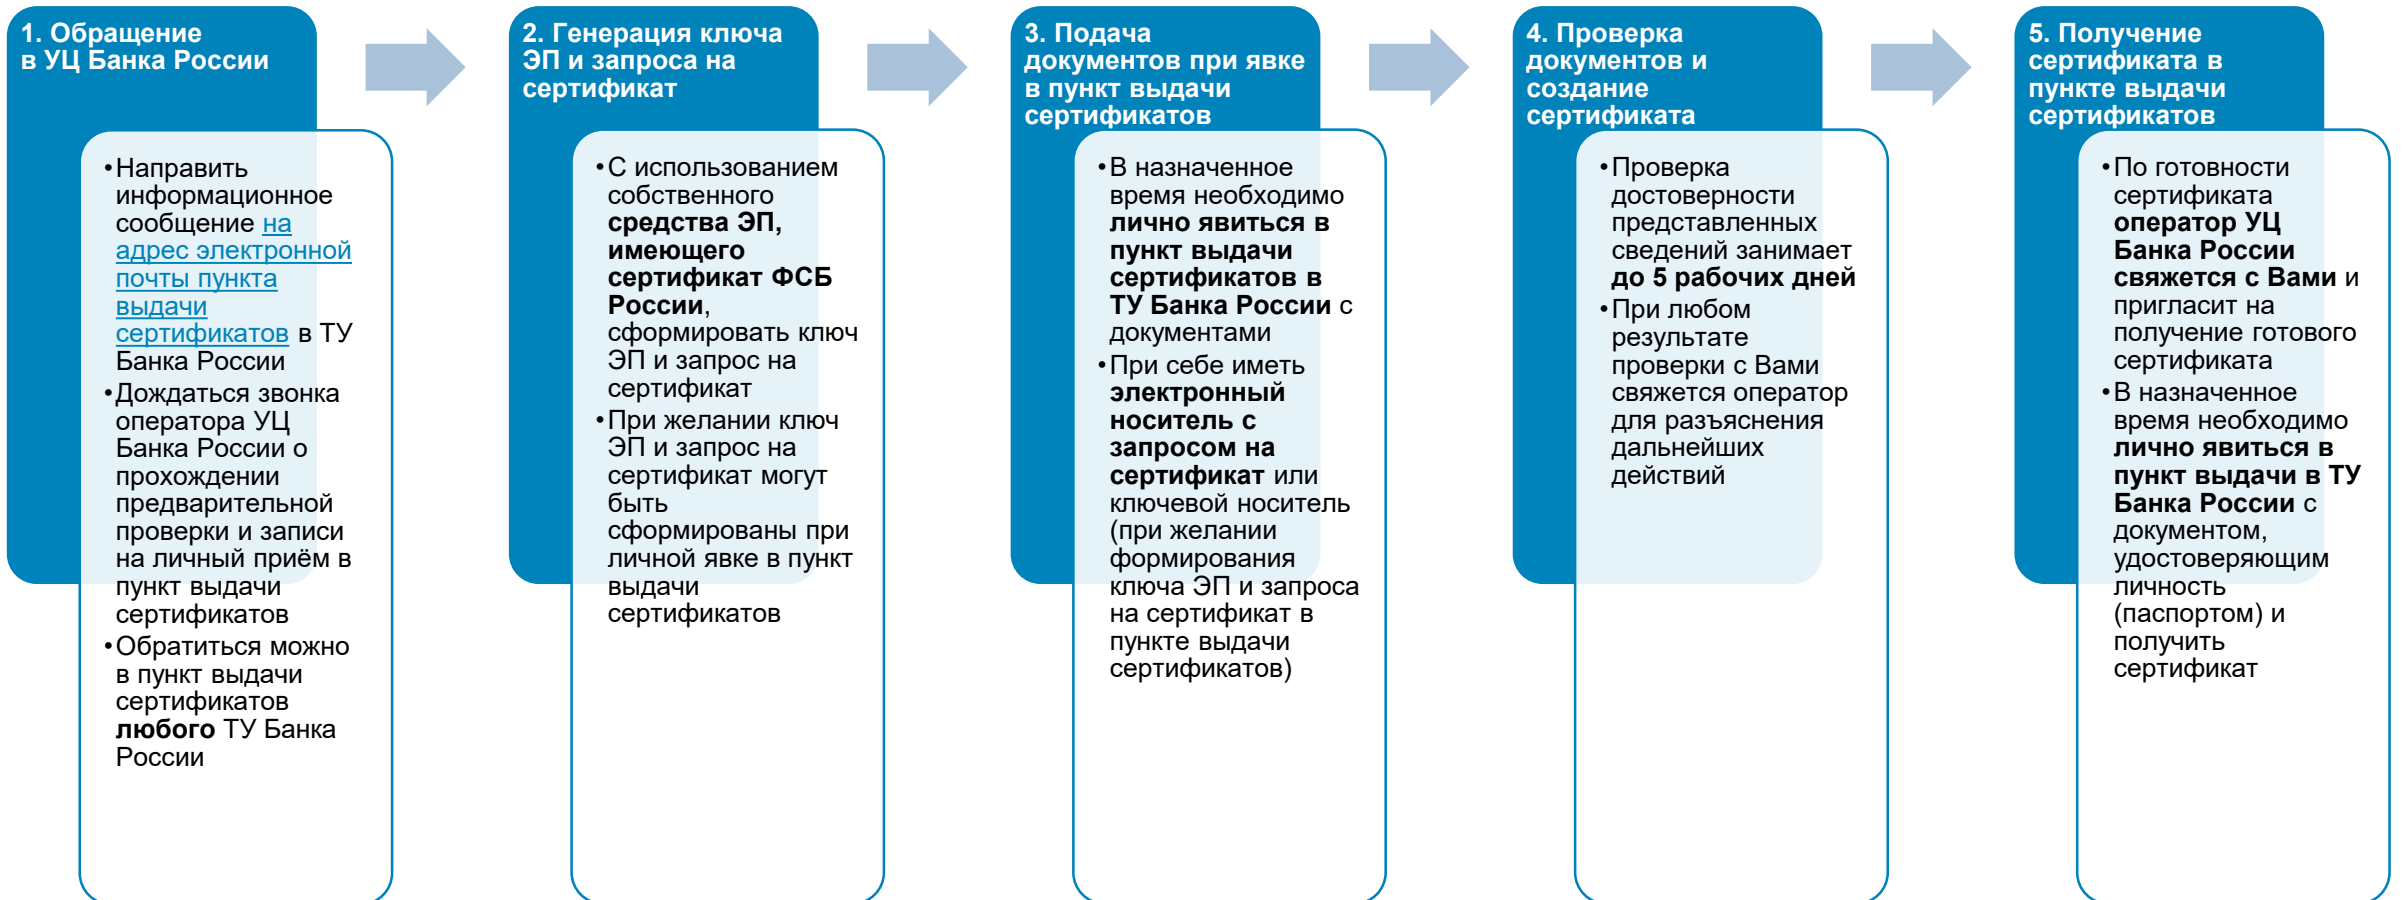 1. Обращение
в УЦ Банка России
•Направить
информационное
сообщение на
адрес электронной
почты пункта
выдачи
сертификатов в ТУ
Банка России
•Дождаться звонка
оператора УЦ
Банка России о
прохождении
предварительной
проверки и записи
на личный приём в
пункт выдачи
сертификатов
•Обратиться можно
в пункт выдачи
сертификатов
любого ТУ Банка
России
2. Генерация ключа
ЭП и запроса на
сертификат
•С использованием
собственного
средства ЭП,
имеющего
сертификат ФСБ
России,
сформировать ключ
ЭП и запрос на
сертификат
•При желании ключ
ЭП и запрос на
сертификат могут
быть
сформированы при
личной явке в пункт
выдачи
сертификатов
3. Подача
документов при явке
в пункт выдачи
сертификатов
•В назначенное
время необходимо
лично явиться в
пункт выдачи
сертификатов в
ТУ Банка России с
документами
•При себе иметь
электронный
носитель с
запросом на
сертификат или
ключевой носитель
(при желании
формирования
ключа ЭП и запроса
на сертификат в
пункте выдачи
сертификатов)
4. Проверка
документов и
создание
сертификата
•Проверка
достоверности
представленных
сведений занимает
до 5 рабочих дней
•При любом
результате
проверки с Вами
свяжется оператор
для разъяснения
дальнейших
действий
5. Получение
сертификата в
пункте выдачи
сертификатов
•По готовности
сертификата
оператор УЦ
Банка России
свяжется с Вами и
пригласит на
получение готового
сертификата
•В назначенное
время необходимо
лично явиться в
пункт выдачи в ТУ
Банка России с
документом,
удостоверяющим
личность
(паспортом) и
получить
сертификат